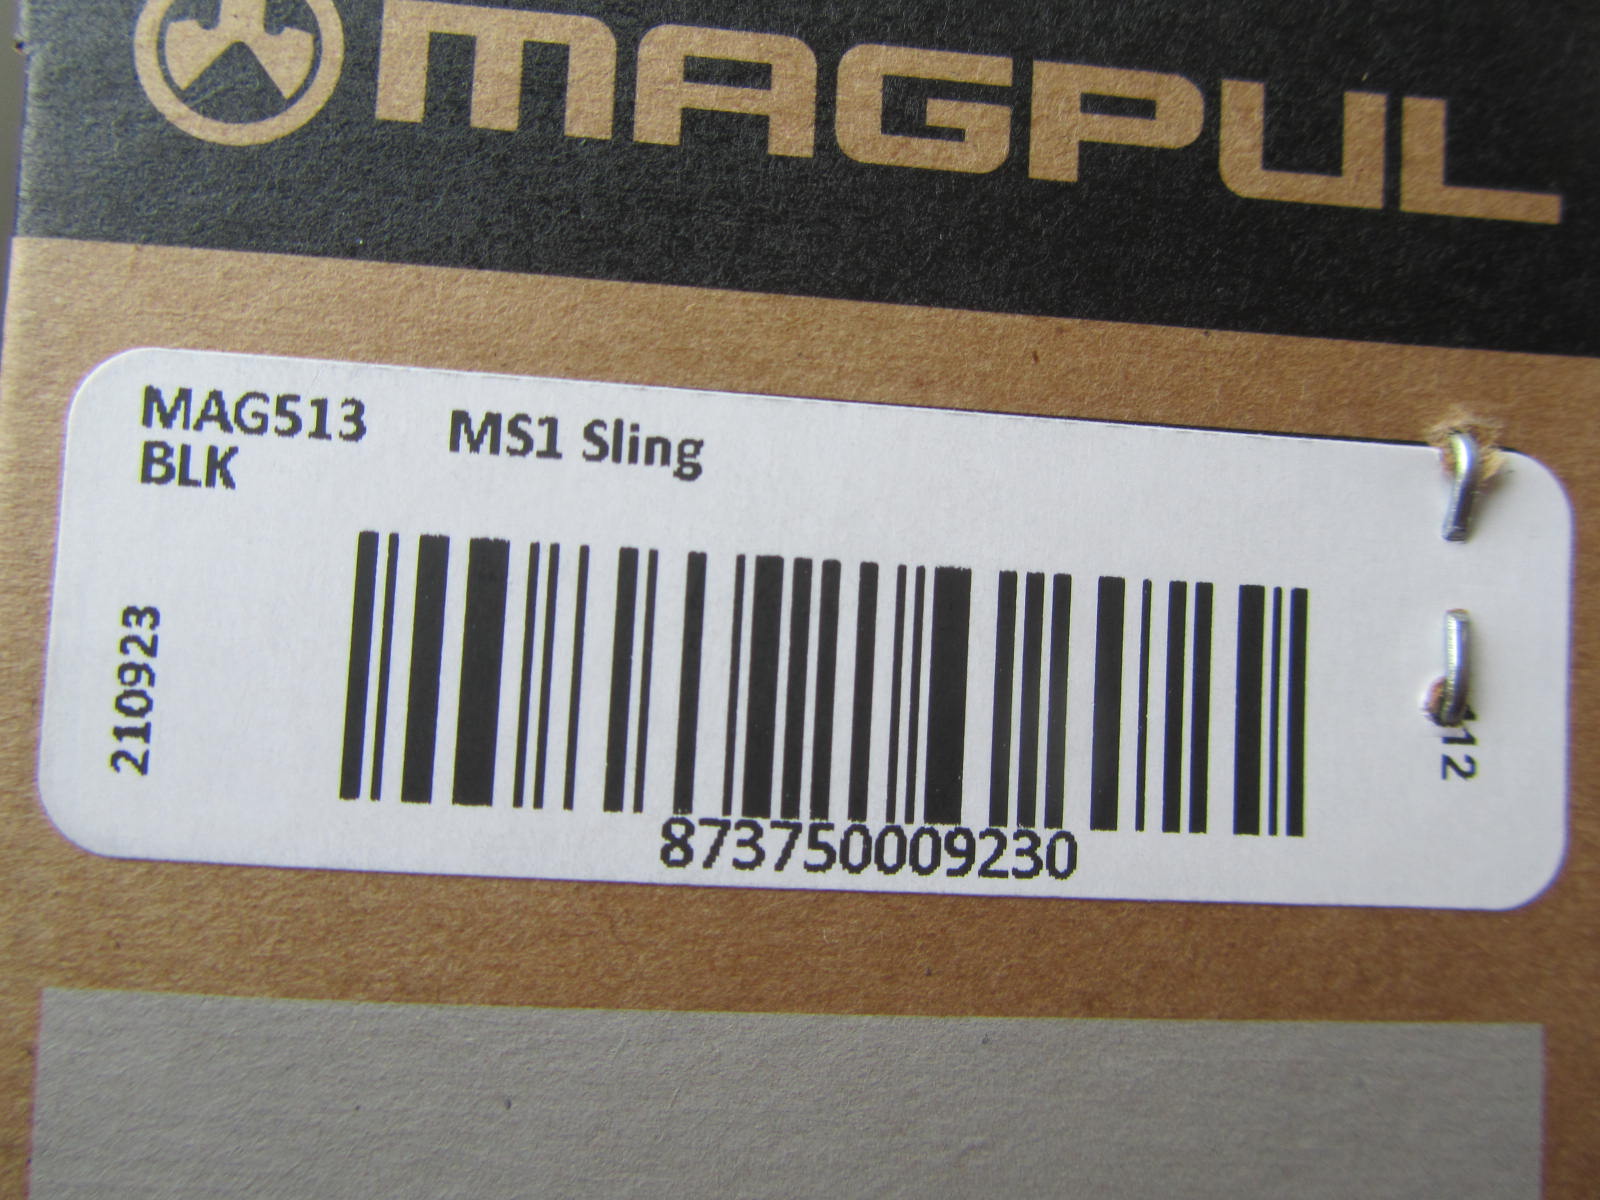 MAGPUL
MAG513 MS1 Sling
BLK
210923
873750009230